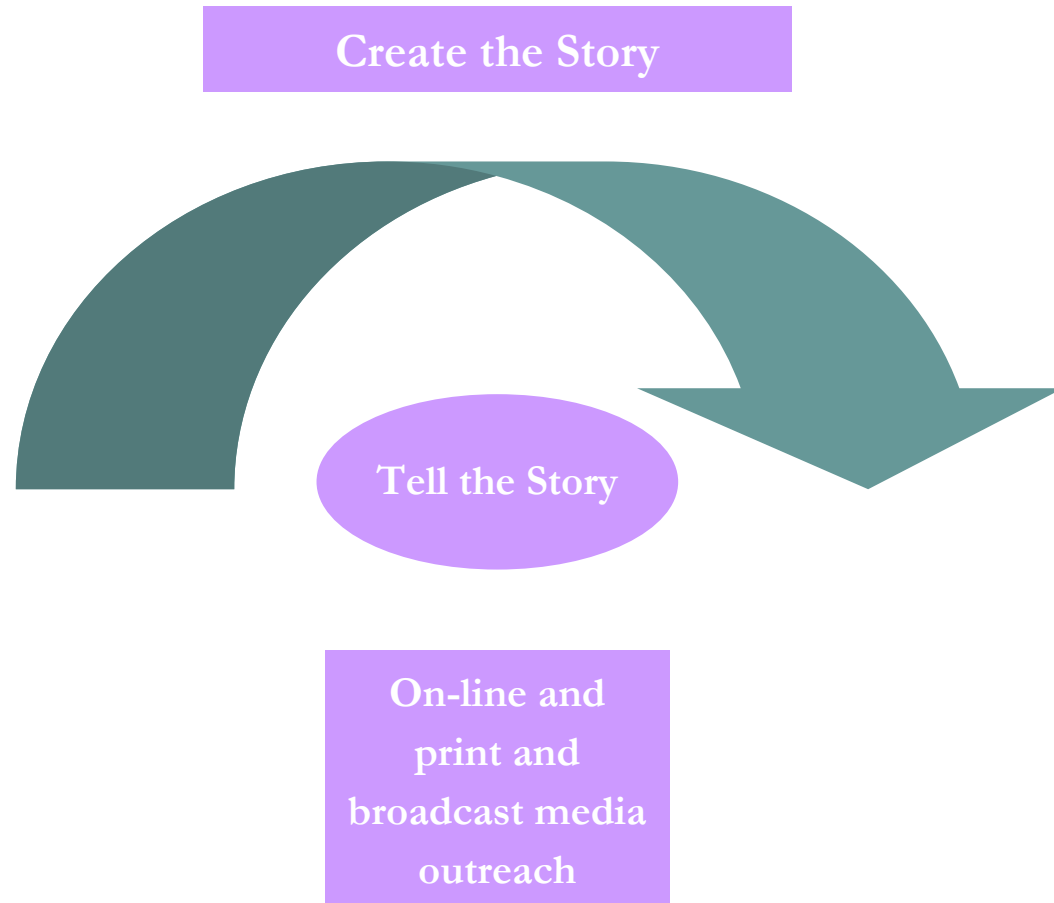 Create the Story
Tell the Story
On-line and
print and
broadcast media
outreach